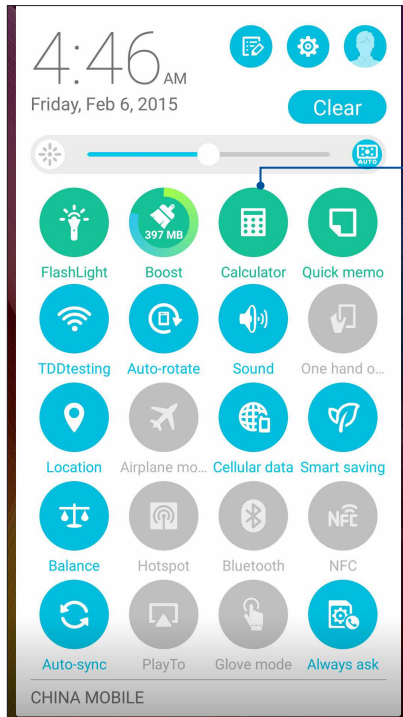 4:46 AM
Friday, Feb 6, 2015
Clear
AUTO
397 MB
FlashLight Boost Calculator Quick memo
TDDtesting Auto-rotate Sound One hand o...
Location Airplane mo... Cellular data Smart saving
NFC
Balance Hotspot Bluetooth NFC
Auto-sync PlayTo Glove mode Always ask
CHINA MOBILE